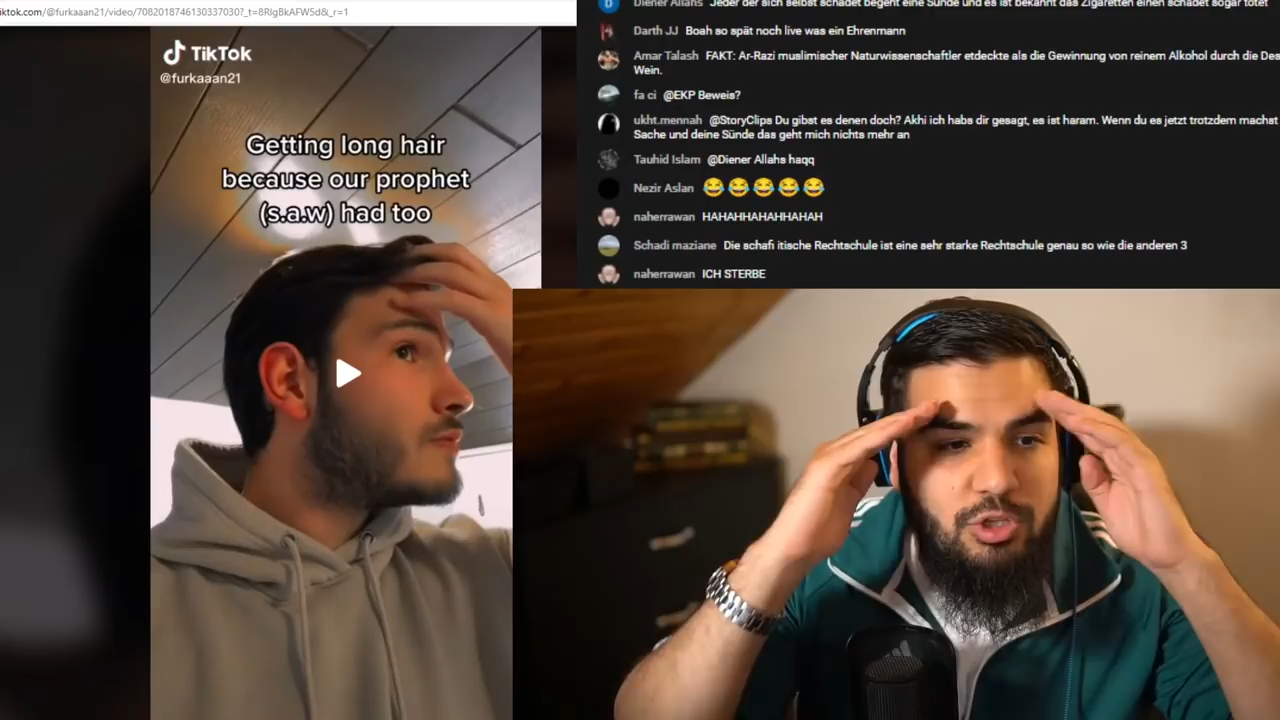 iktok.com/@furkaaan21/video/7082018746130337030?_t=8RlgBkAFW5d&_r=1
TikTok
@furkaaan21
Getting long hair
because our prophet
(s.a.w) had too
Diener Allahs Jeder der sich selbst schadet begeht eine Sünde und es ist bekannt das Zigaretten einen schadet sogar tötet
Darth JJ Boah so spät noch live was ein Ehrenmann
Amar Talash FAKT: Ar-Razi muslimischer Naturwissenschaftler etdeckte als die Gewinnung von reinem Alkohol durch die Des
Wein.
fa ci @EKP Beweis?
ukht.mennah @StoryClips Du gibst es denen doch? Akhi ich habs dir gesagt, es ist haram. Wenn du es jetzt trotzdem machst
Sache und deine Sünde das geht mich nichts mehr an
Tauhid Islam @Diener Allahs haqq
Nezir Aslan 😂😂😂😂😂
naherrawan HAHAHHAHAHHAHAH
Schadi maziane Die schafi itische Rechtschule ist eine sehr starke Rechtschule genau so wie die anderen 3
naherrawan ICH STERBE